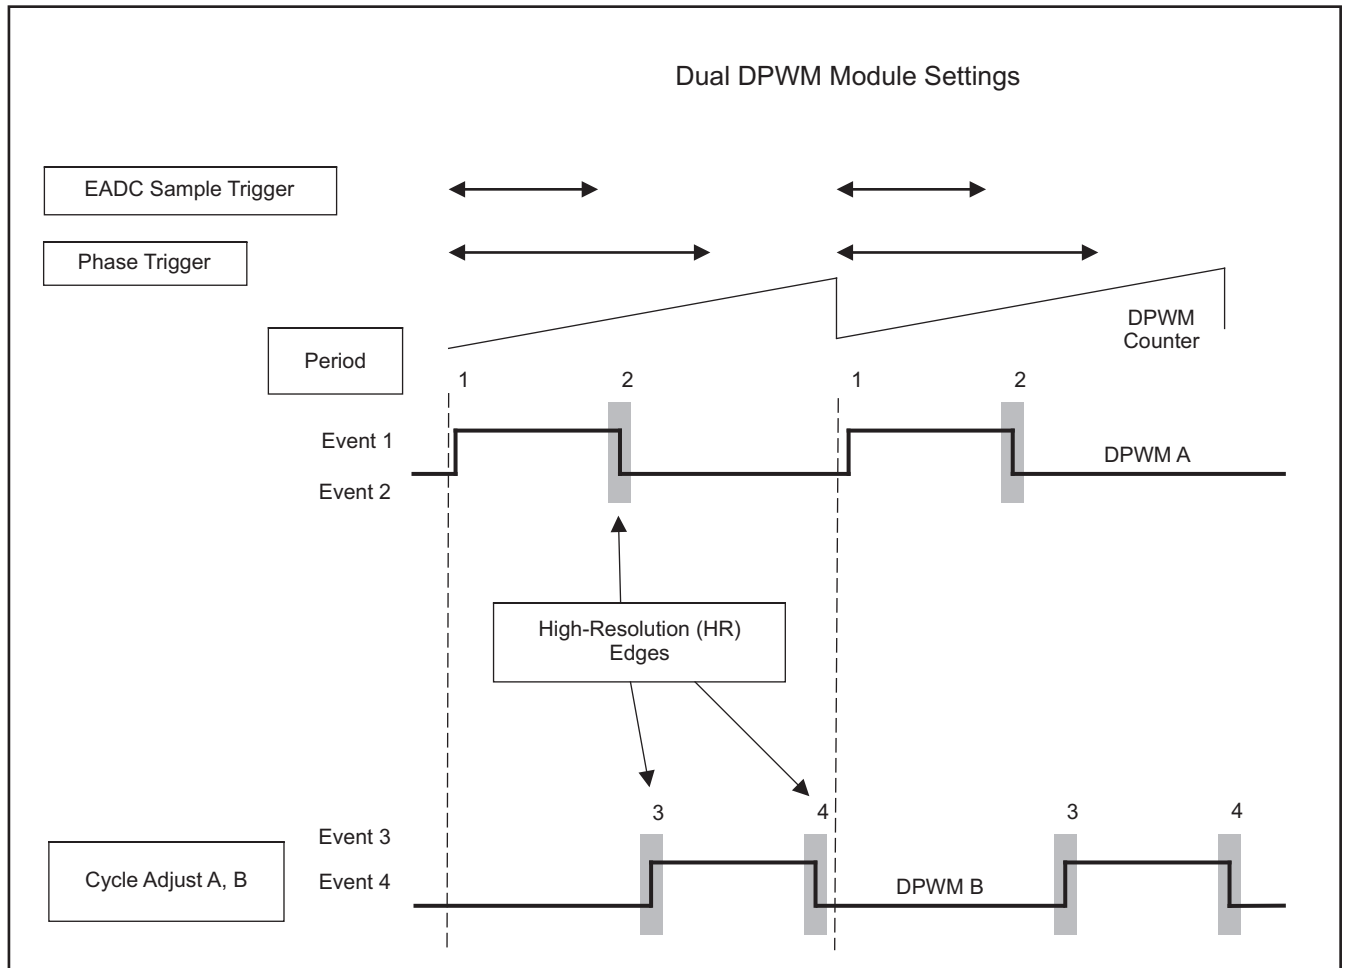 Dual DPWM Module Settings
EADC Sample Trigger
Phase Trigger
DPWM
Counter
Period
1
2
1
2
Event 1
DPWM A
Event 2
High-Resolution (HR)
Edges
3
4
3
4
Event 3
Cycle Adjust A, B
Event 4
DPWM B